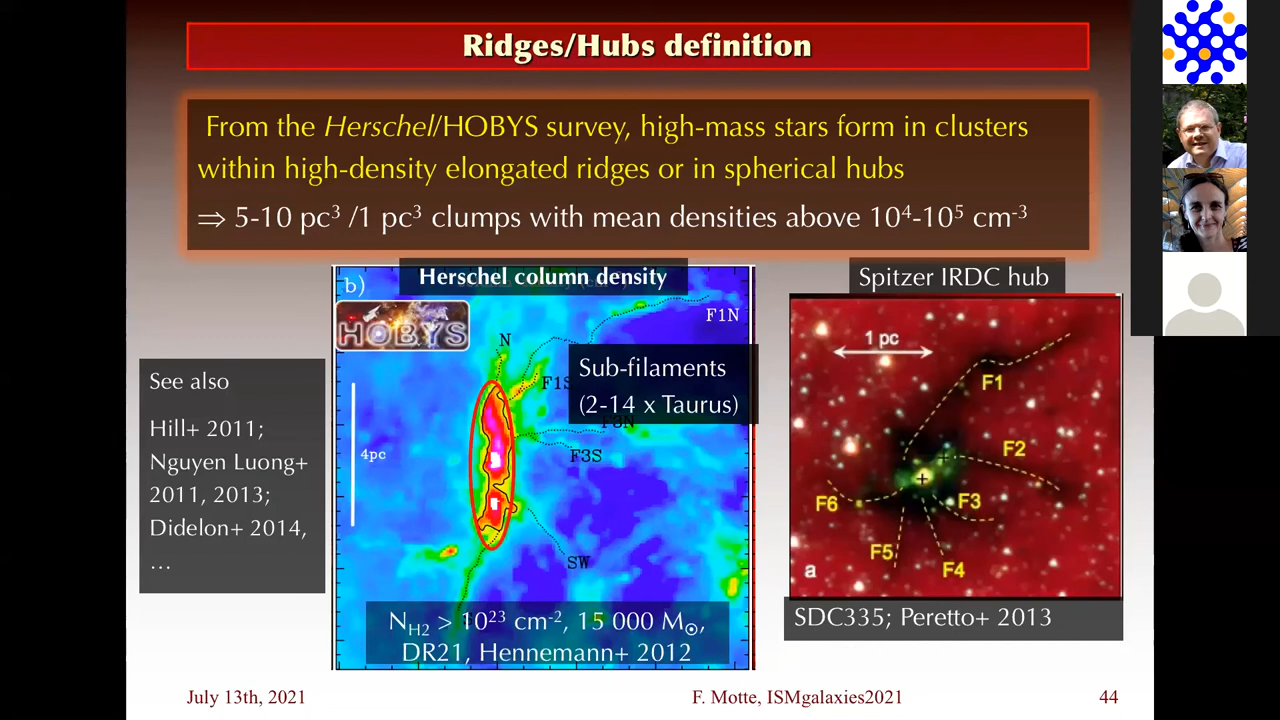 Ridges/Hubs definition
From the Herschel/HOBYS survey, high-mass stars form in clusters
within high-density elongated ridges or in spherical hubs
⇒ 5-10 pc³ /1 pc³ clumps with mean densities above 10⁴-10⁵ cm⁻³
Herschel column density
b)
HOBYS
F1N
N
F1S
Sub-filaments
(2-14 x Taurus)
F3N
F3S
4pc
SW
N_H2 > 10²³ cm⁻², 15 000 M⊙,
DR21, Hennemann+ 2012
Spitzer IRDC hub
1 pc
F1
F2
F3
F6
F5
F4
a
SDC335; Peretto+ 2013
See also
Hill+ 2011;
Nguyen Luong+
2011, 2013;
Didelon+ 2014,
...
July 13th, 2021
F. Motte, ISMgalaxies2021
44